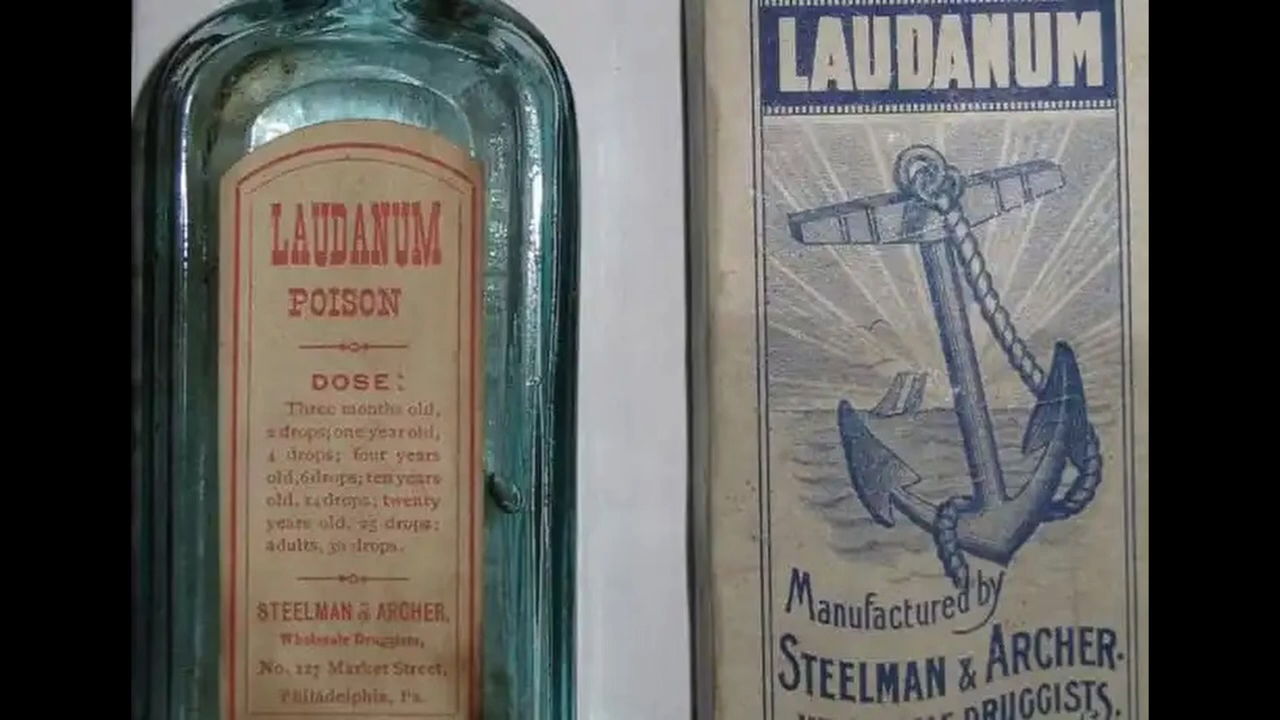 LAUDANUM
POISON
DOSE:
Three months old,
2 drops; one year old,
4 drops; four years
old, 6 drops; ten years
old, 14 drops; twenty
years old, 25 drops;
adults, 30 drops.
STEELMAN & ARCHER,
Wholesale Druggists,
No. 127 Market Street,
Philadelphia, Pa.
LAUDANUM
Manufactured by
STEELMAN & ARCHER.
DRUGGISTS.